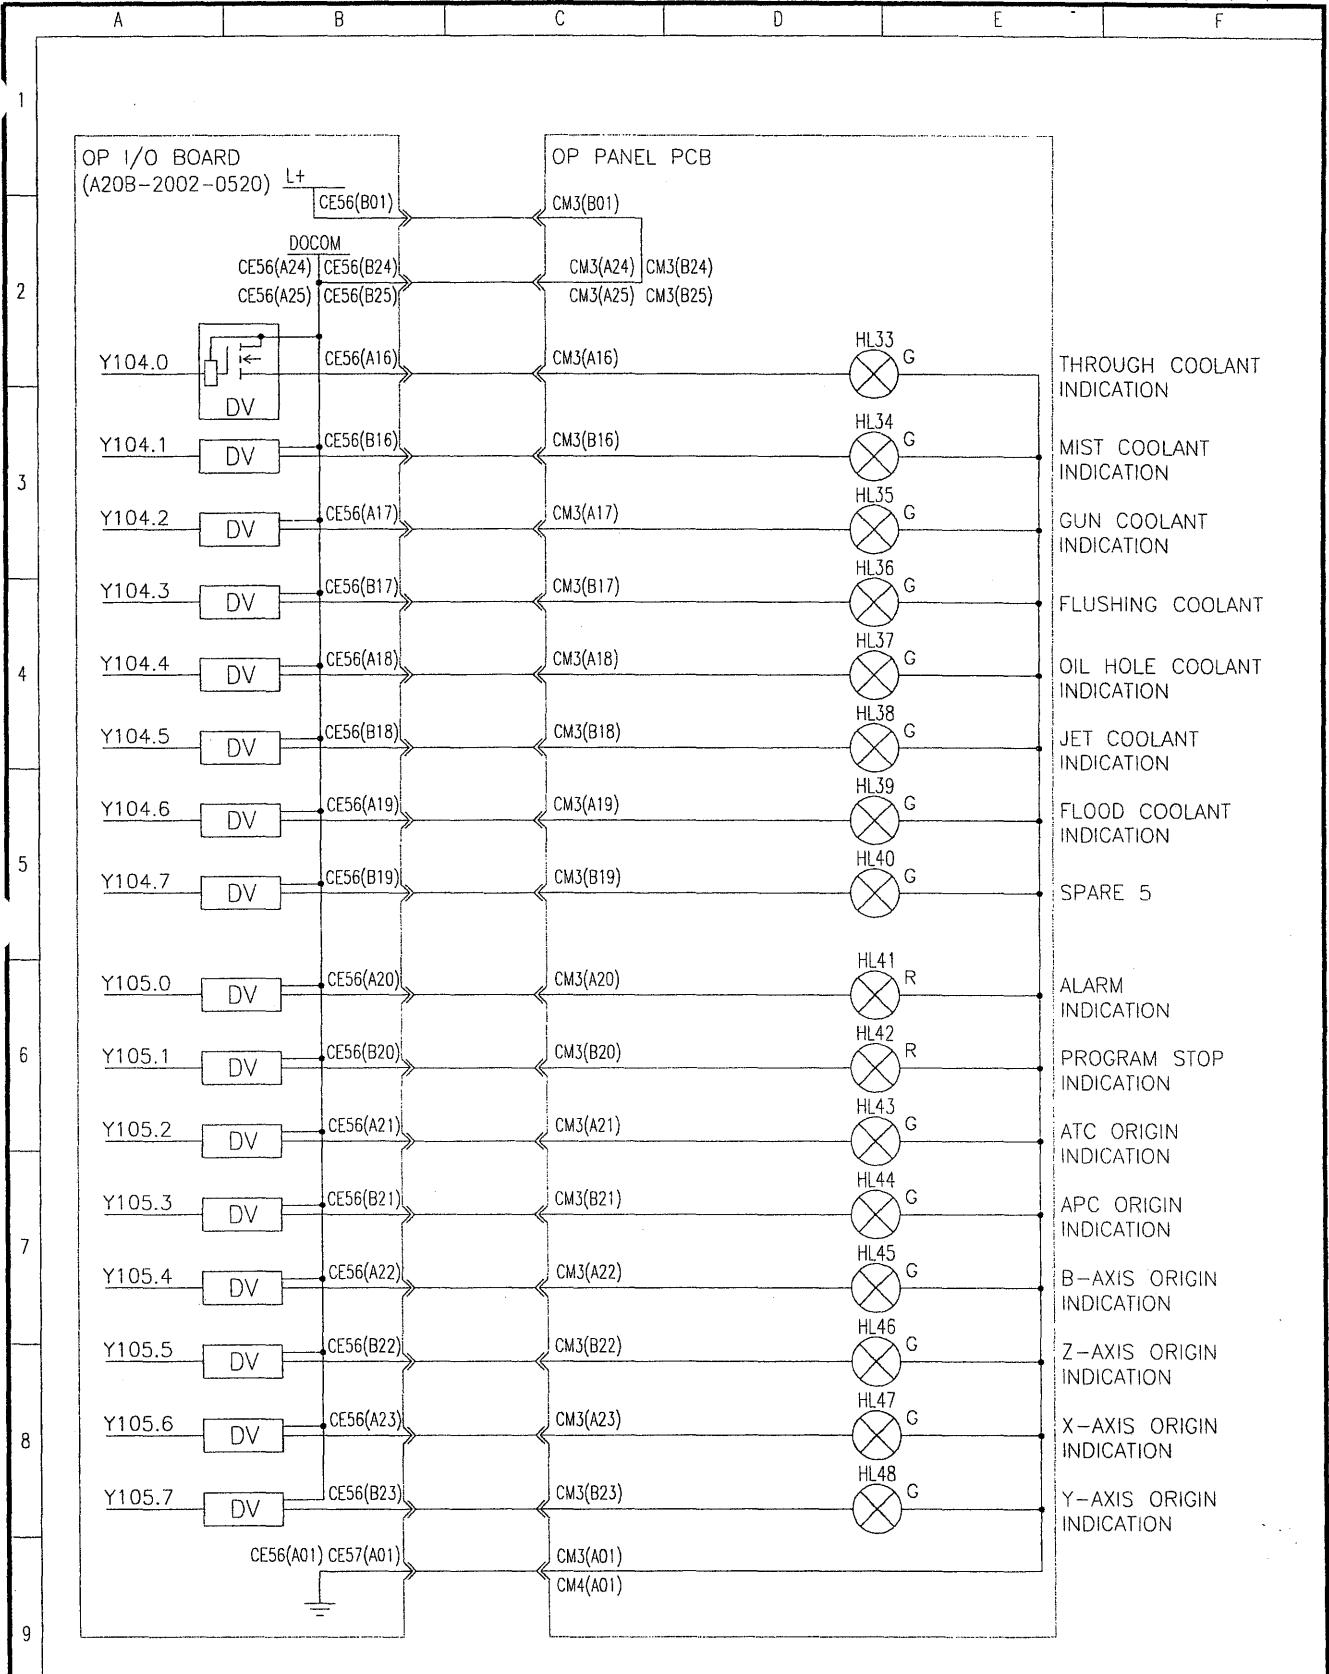 A B C D E F
1
OP I/O BOARD
(A20B-2002-0520)
L+
CE56(B01)
OP PANEL PCB
CM3(B01)
DOCOM
CE56(A24) CE56(B24)
CM3(A24) CM3(B24)
2
CE56(A25) CE56(B25)
CM3(A25) CM3(B25)
Y104.0 DV CE56(A16) CM3(A16) HL33 G THROUGH COOLANT
INDICATION
Y104.1 DV CE56(B16) CM3(B16) HL34 G MIST COOLANT
INDICATION
3
Y104.2 DV CE56(A17) CM3(A17) HL35 G GUN COOLANT
INDICATION
Y104.3 DV CE56(B17) CM3(B17) HL36 G FLUSHING COOLANT
4
Y104.4 DV CE56(A18) CM3(A18) HL37 G OIL HOLE COOLANT
INDICATION
Y104.5 DV CE56(B18) CM3(B18) HL38 G JET COOLANT
INDICATION
Y104.6 DV CE56(A19) CM3(A19) HL39 G FLOOD COOLANT
INDICATION
5
Y104.7 DV CE56(B19) CM3(B19) HL40 G SPARE 5
Y105.0 DV CE56(A20) CM3(A20) HL41 R ALARM
INDICATION
6
Y105.1 DV CE56(B20) CM3(B20) HL42 R PROGRAM STOP
INDICATION
Y105.2 DV CE56(A21) CM3(A21) HL43 G ATC ORIGIN
INDICATION
Y105.3 DV CE56(B21) CM3(B21) HL44 G APC ORIGIN
INDICATION
7
Y105.4 DV CE56(A22) CM3(A22) HL45 G B-AXIS ORIGIN
INDICATION
Y105.5 DV CE56(B22) CM3(B22) HL46 G Z-AXIS ORIGIN
INDICATION
8
Y105.6 DV CE56(A23) CM3(A23) HL47 G X-AXIS ORIGIN
INDICATION
Y105.7 DV CE56(B23) CM3(B23) HL48 G Y-AXIS ORIGIN
INDICATION
CE56(A01) CE57(A01) CM3(A01)
CM4(A01)
9